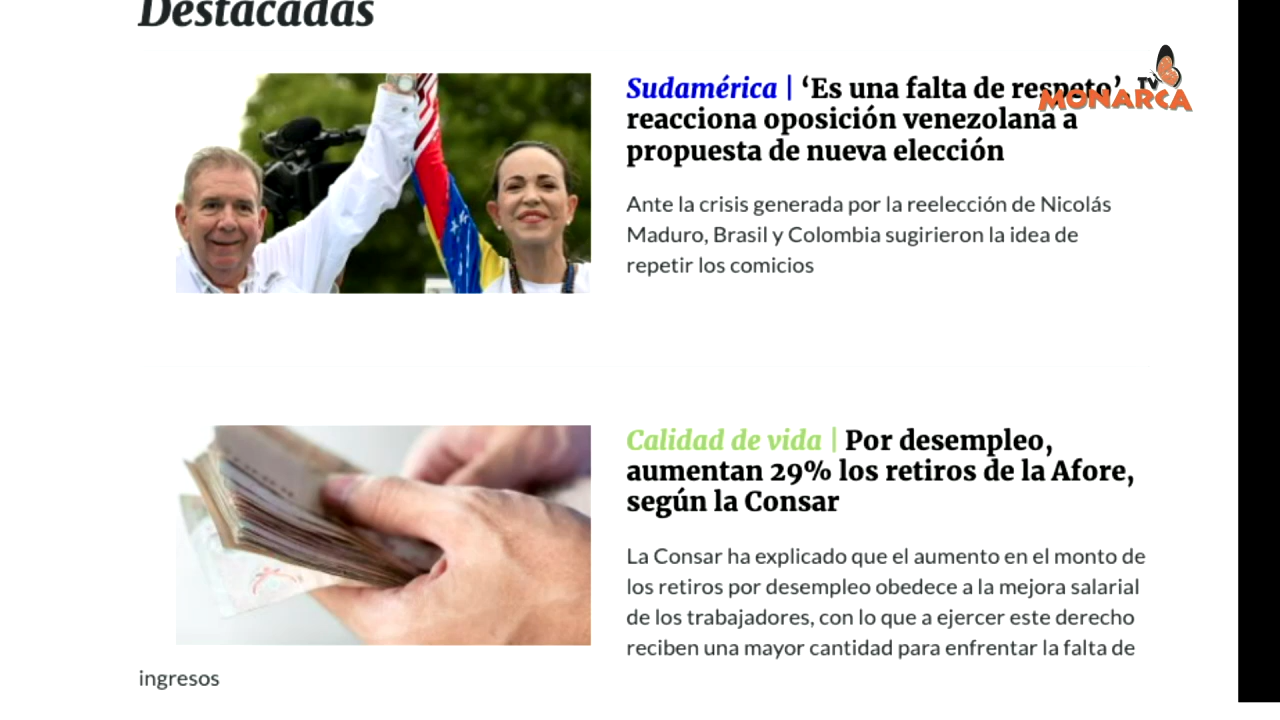 Destacadas
Sudamérica | ‘Es una falta de respeto’,
reacciona oposición venezolana a
propuesta de nueva elección
TV
MONARCA
Ante la crisis generada por la reelección de Nicolás
Maduro, Brasil y Colombia sugirieron la idea de
repetir los comicios
Calidad de vida | Por desempleo,
aumentan 29% los retiros de la Afore,
según la Consar
La Consar ha explicado que el aumento en el monto de
los retiros por desempleo obedece a la mejora salarial
de los trabajadores, con lo que a ejercer este derecho
reciben una mayor cantidad para enfrentar la falta de
ingresos